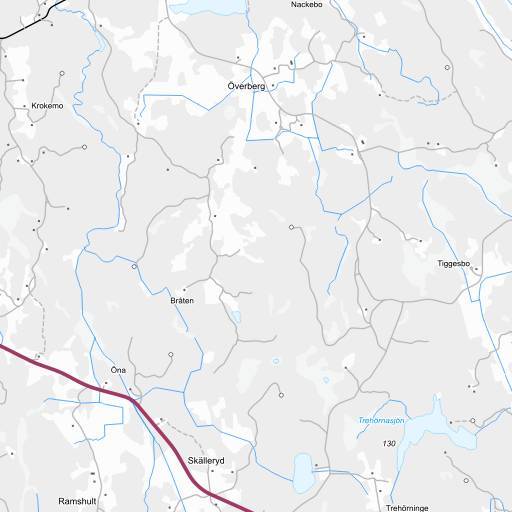 Nackebo
Överberg
Krokemo
Tiggesbo
Bråten
Öna
Trehörnasjön
130
Skälleryd
Ramshult
Trehörninge